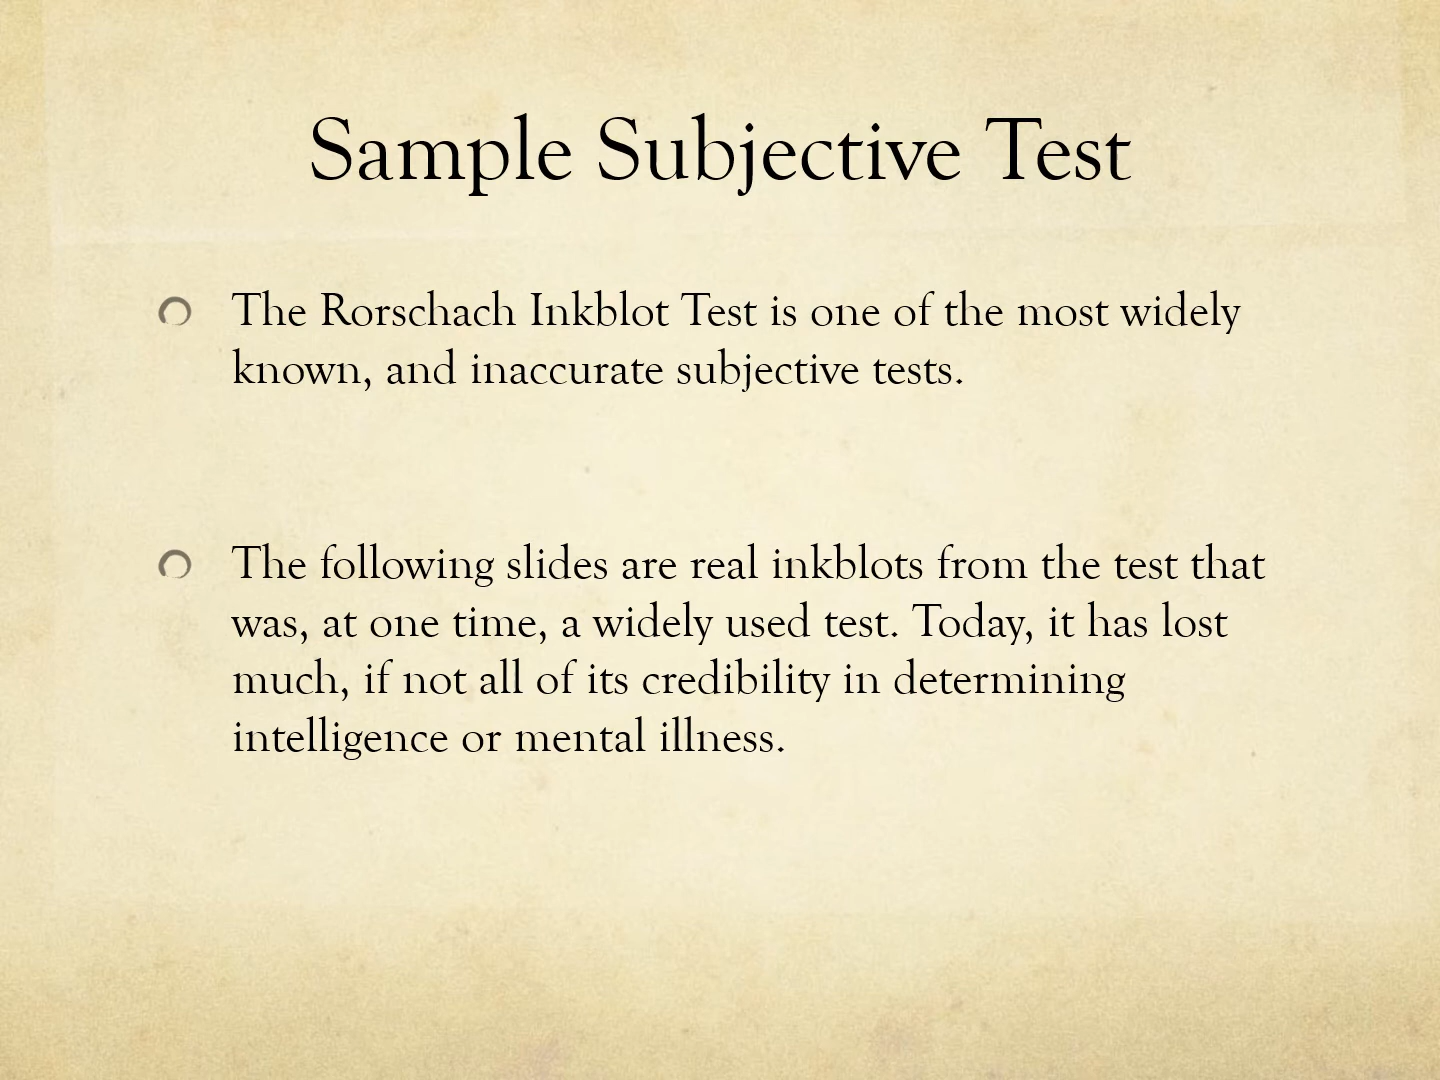 Sample Subjective Test
The Rorschach Inkblot Test is one of the most widely
known, and inaccurate subjective tests.
The following slides are real inkblots from the test that
was, at one time, a widely used test. Today, it has lost
much, if not all of its credibility in determining
intelligence or mental illness.